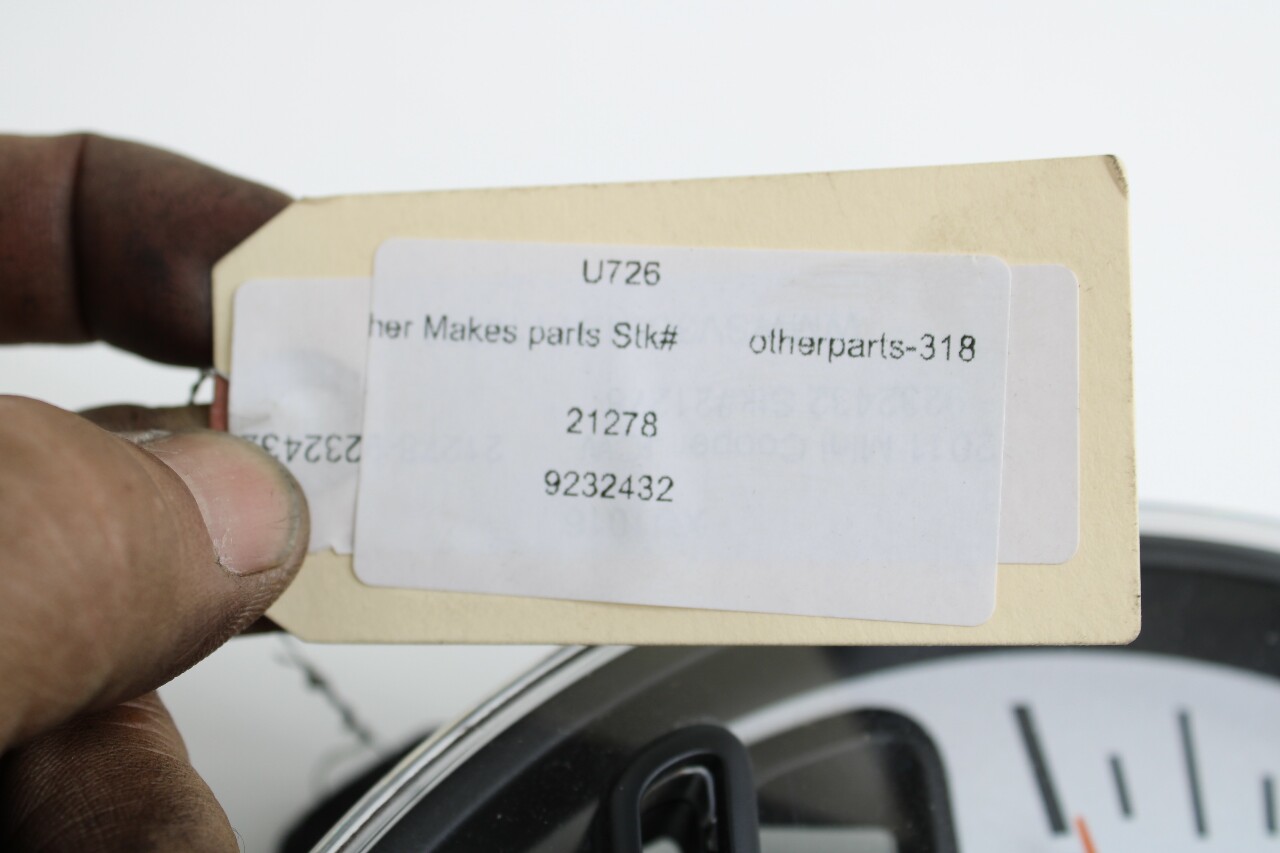 U726
her Makes parts Stk# otherparts-318
21278
9232432